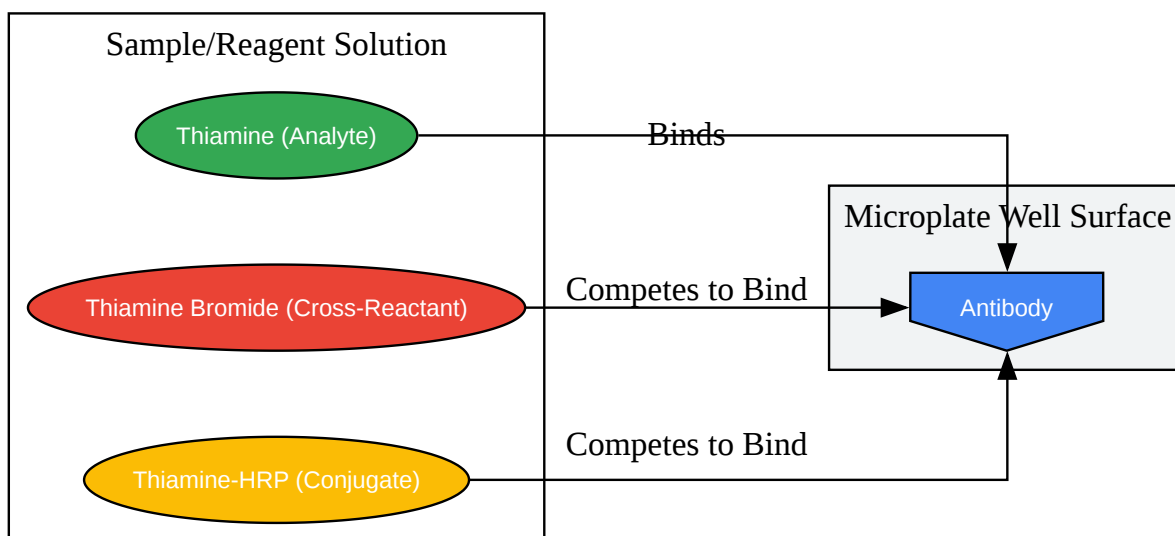 Sample/Reagent Solution
Thiamine (Analyte)
Binds
Microplate Well Surface
Thiamine Bromide (Cross-Reactant)
Competes to Bind
Antibody
Competes to Bind
Thiamine-HRP (Conjugate)